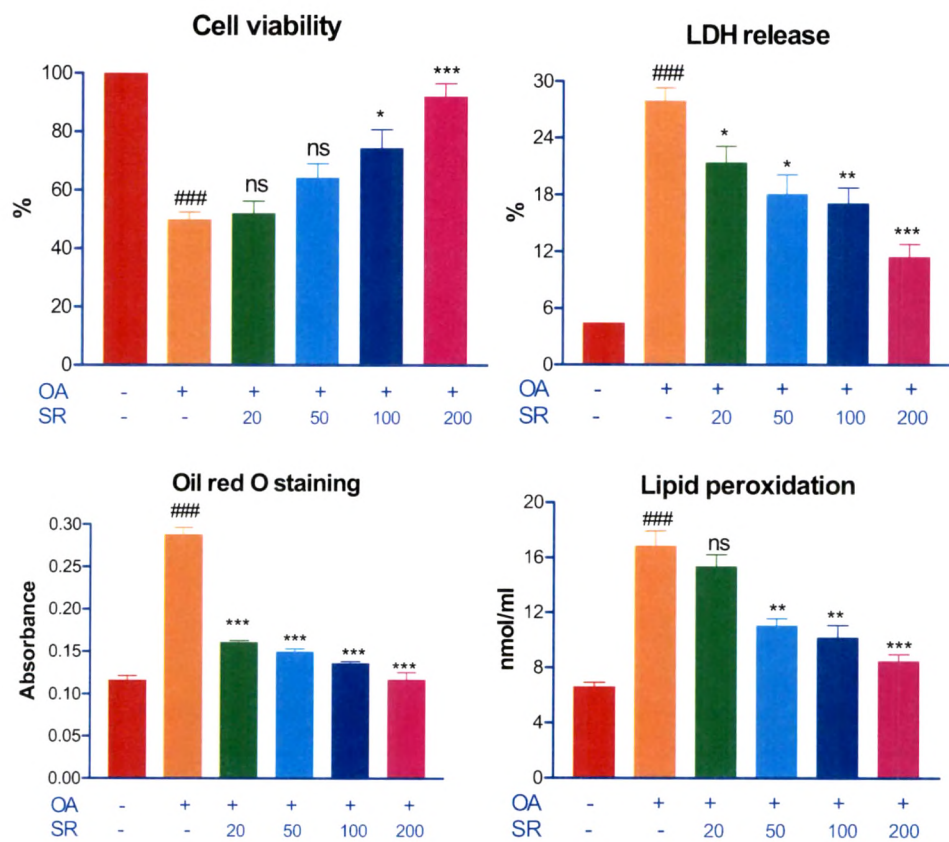 Cell viability
100
80
60
40
20
0
%
###
ns
ns
*
***
OA - + + + + +
SR - - 20 50 100 200
LDH release
30
24
18
12
6
0
%
###
*
*
**
***
OA - + + + + +
SR - - 20 50 100 200
Oil red O staining
0.30
0.25
0.20
0.15
0.10
0.05
0.00
Absorbance
###
***
***
***
***
OA - + + + + +
SR - - 20 50 100 200
Lipid peroxidation
20
16
12
8
4
0
nmol/ml
###
ns
**
**
***
OA - + + + + +
SR - - 20 50 100 200